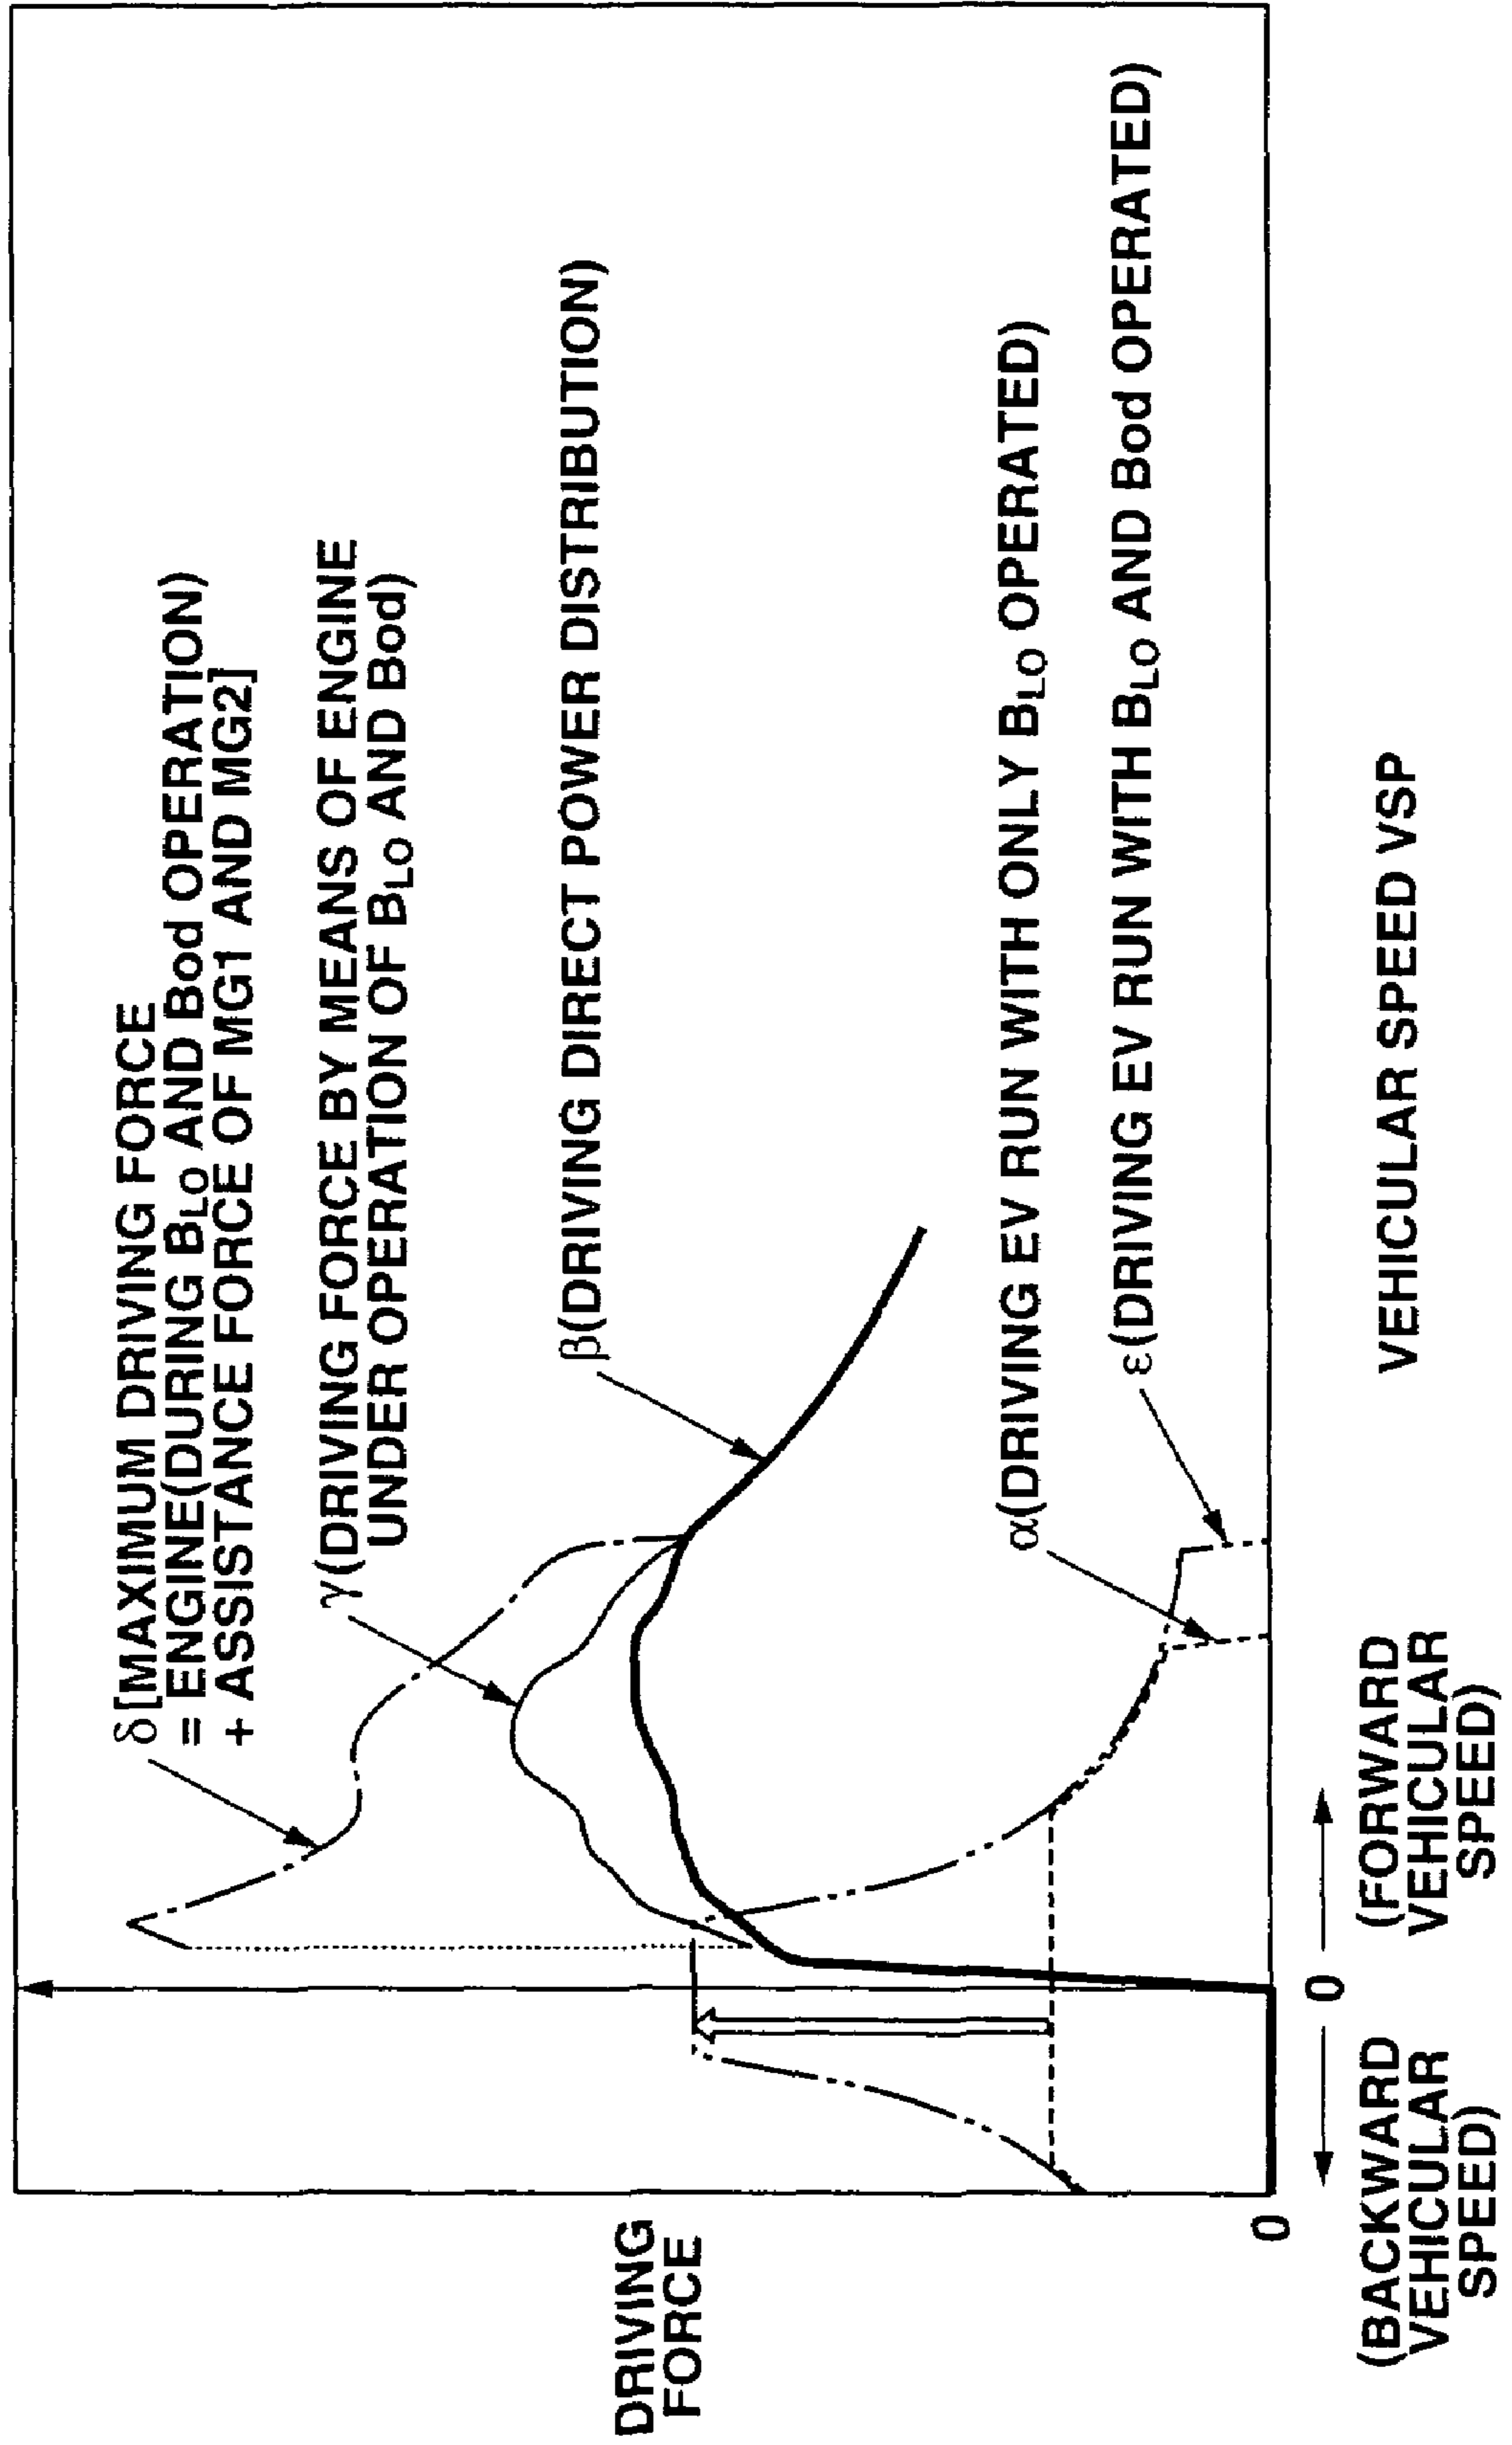 δ[MAXIMUM DRIVING FORCE
= ENGINE(DURING BLO AND Bod OPERATION)
+ ASSISTANCE FORCE OF MG1 AND MG2]
γ(DRIVING FORCE BY MEANS OF ENGINE
UNDER OPERATION OF BLO AND Bod)
β(DRIVING DIRECT POWER DISTRIBUTION)
DRIVING
FORCE
α(DRIVING EV RUN WITH ONLY BLO OPERATED)
ε(DRIVING EV RUN WITH BLO AND Bod OPERATED)
0
0
(BACKWARD
VEHICULAR
SPEED)
(FORWARD
VEHICULAR
SPEED)
VEHICULAR SPEED VSP